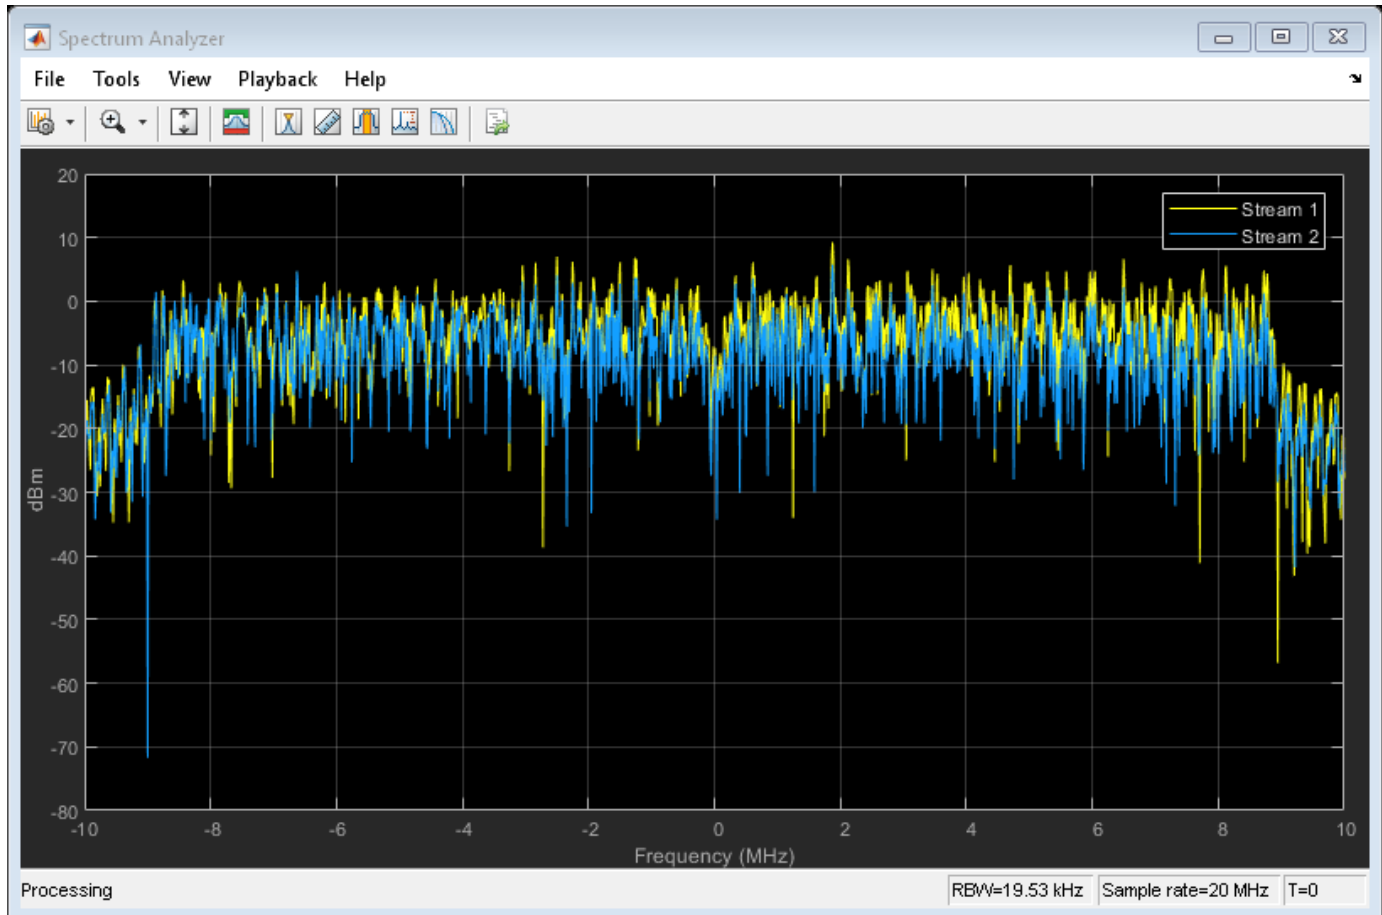 Spectrum Analyzer
File Tools View Playback Help
20
10
0
-10
-20
-30
-40
-50
-60
-70
-80
dBm
Stream 1
Stream 2
-10 -8 -6 -4 -2 0 2 4 6 8 10
Frequency (MHz)
Processing RBW=19.53 kHz Sample rate=20 MHz T=0